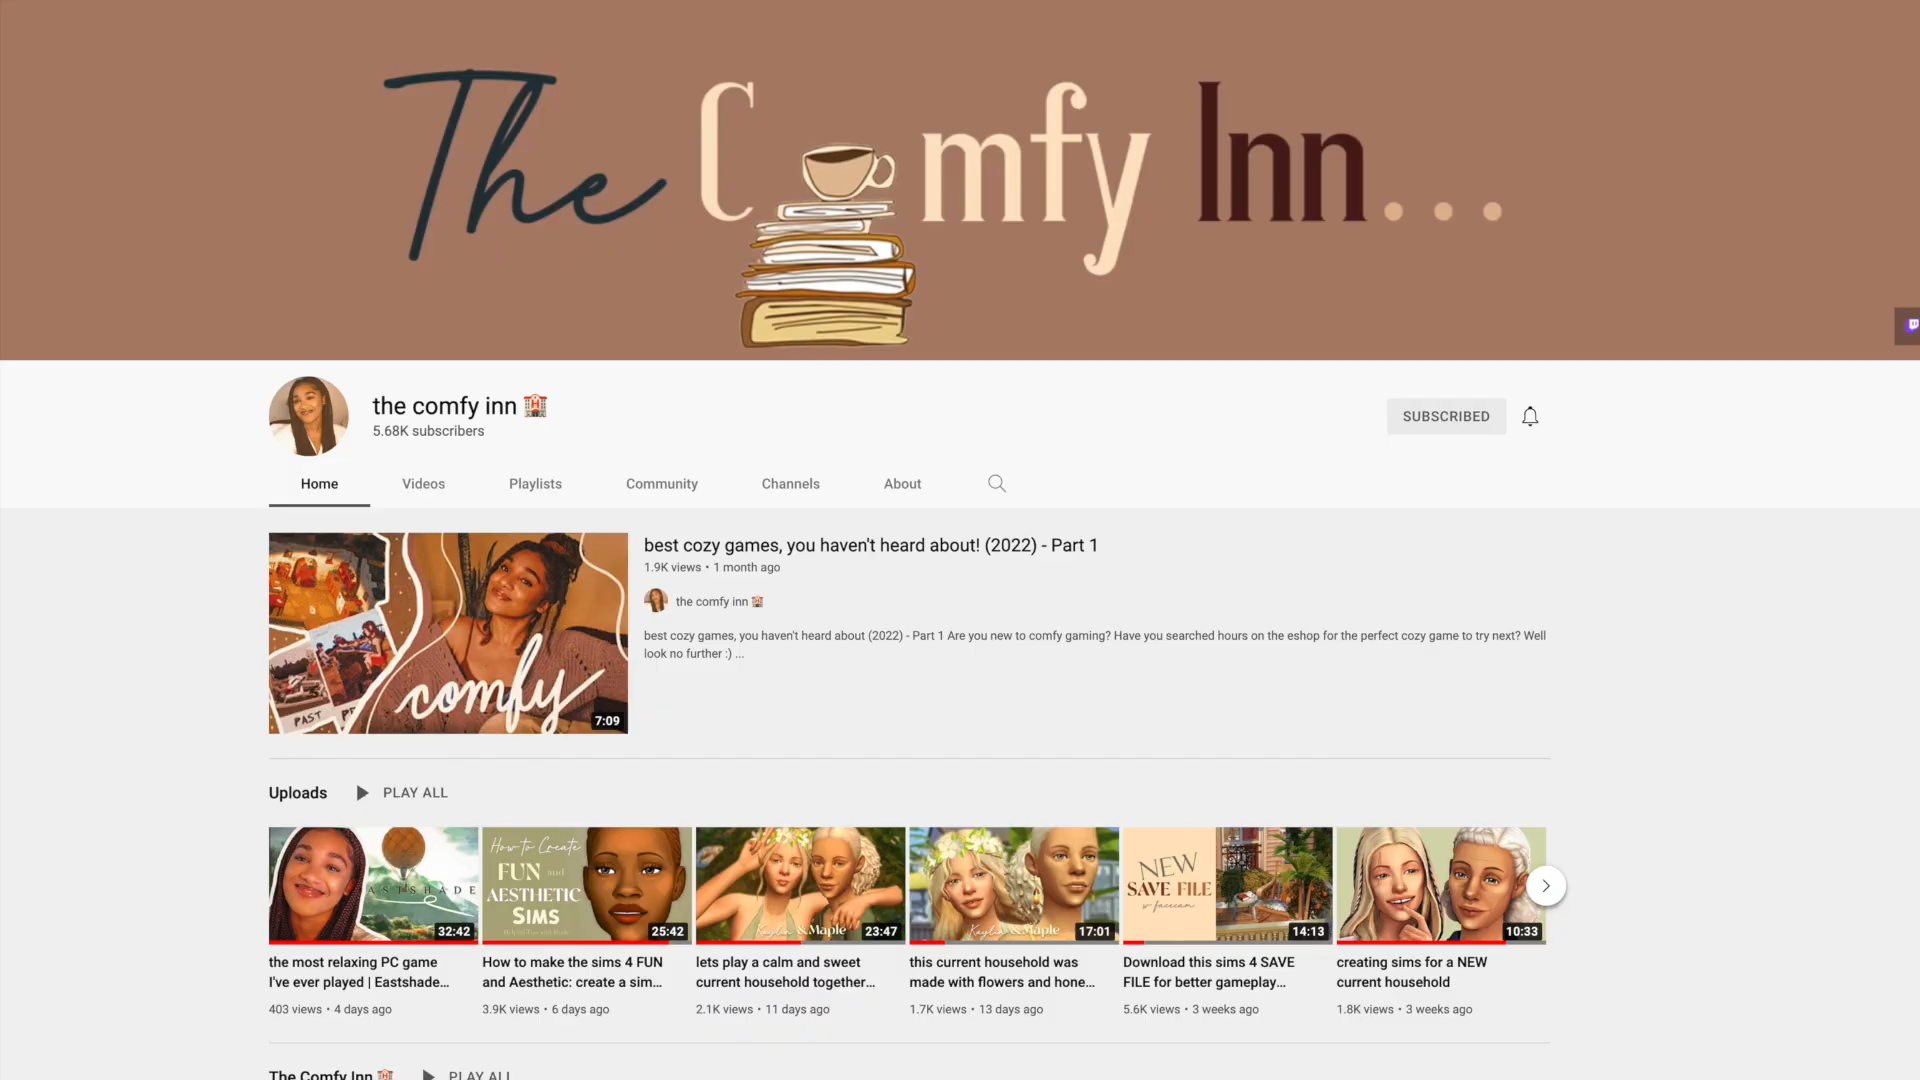 The Comfy Inn...
the comfy inn
5.68K subscribers
SUBSCRIBED
Home
Videos
Playlists
Community
Channels
About
PAST
comfy
7:09
best cozy games, you haven't heard about! (2022) - Part 1
1.9K views • 1 month ago
the comfy inn
best cozy games, you haven't heard about (2022) - Part 1 Are you new to comfy gaming? Have you searched hours on the eshop for the perfect cozy game to try next? Well
look no further :) ...
Uploads
PLAY ALL
ASTSHADE
32:42
How to Create
FUN and
AESTHETIC
SIMS
25:42
Kaylin & Maple
23:47
Kaylin & Maple
17:01
NEW
SAVE FILE
w/ facecam
14:13
10:33
the most relaxing PC game
I've ever played | Eastshade...
403 views • 4 days ago
How to make the sims 4 FUN
and Aesthetic: create a sim...
3.9K views • 6 days ago
lets play a calm and sweet
current household together...
2.1K views • 11 days ago
this current household was
made with flowers and hone...
1.7K views • 13 days ago
Download this sims 4 SAVE
FILE for better gameplay...
5.6K views • 3 weeks ago
creating sims for a NEW
current household
1.8K views • 3 weeks ago
The Comfy Inn
PLAY ALL